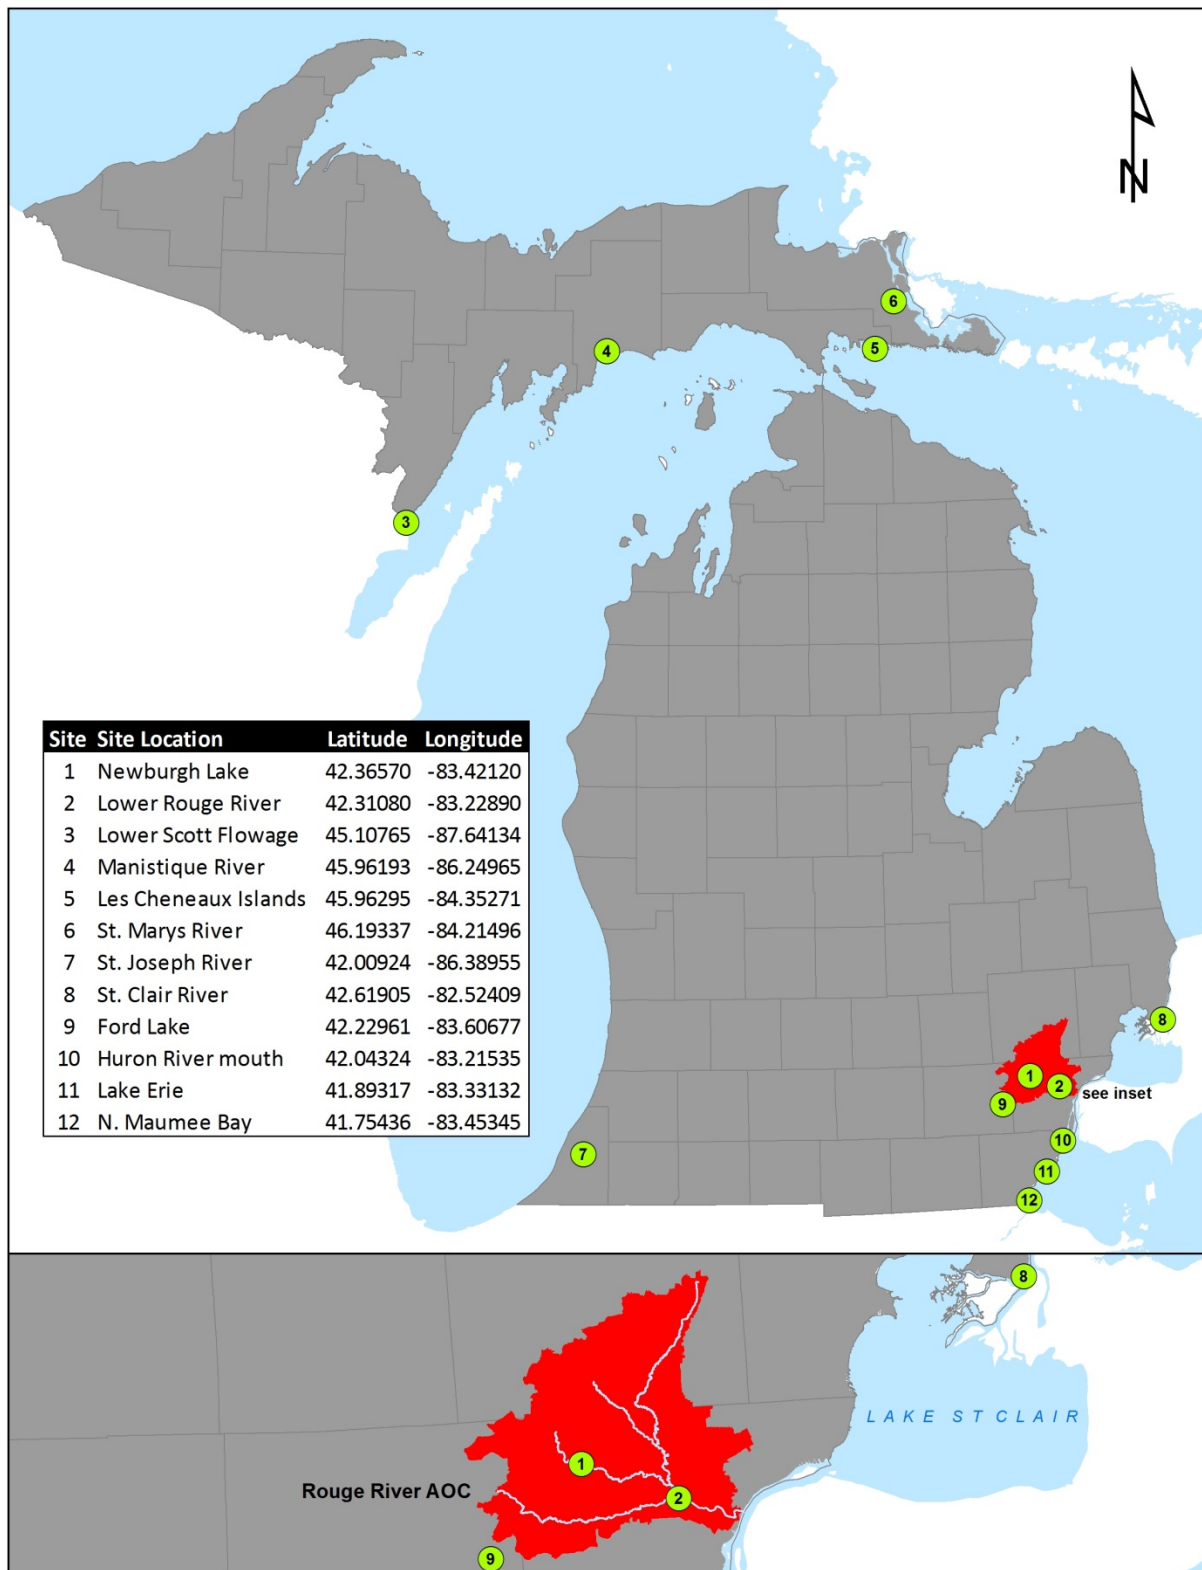 N
6
4
5
3
Site Site Location Latitude Longitude
1 Newburgh Lake 42.36570 -83.42120
2 Lower Rouge River 42.31080 -83.22890
3 Lower Scott Flowage 45.10765 -87.64134
4 Manistique River 45.96193 -86.24965
5 Les Cheneaux Islands 45.96295 -84.35271
6 St. Marys River 46.19337 -84.21496
7 St. Joseph River 42.00924 -86.38955
8 St. Clair River 42.61905 -82.52409
9 Ford Lake 42.22961 -83.60677
10 Huron River mouth 42.04324 -83.21535
11 Lake Erie 41.89317 -83.33132
12 N. Maumee Bay 41.75436 -83.45345
8
1
2
see inset
9
10
7
11
12
8
LAKE ST CLAIR
1
Rouge River AOC
2
9